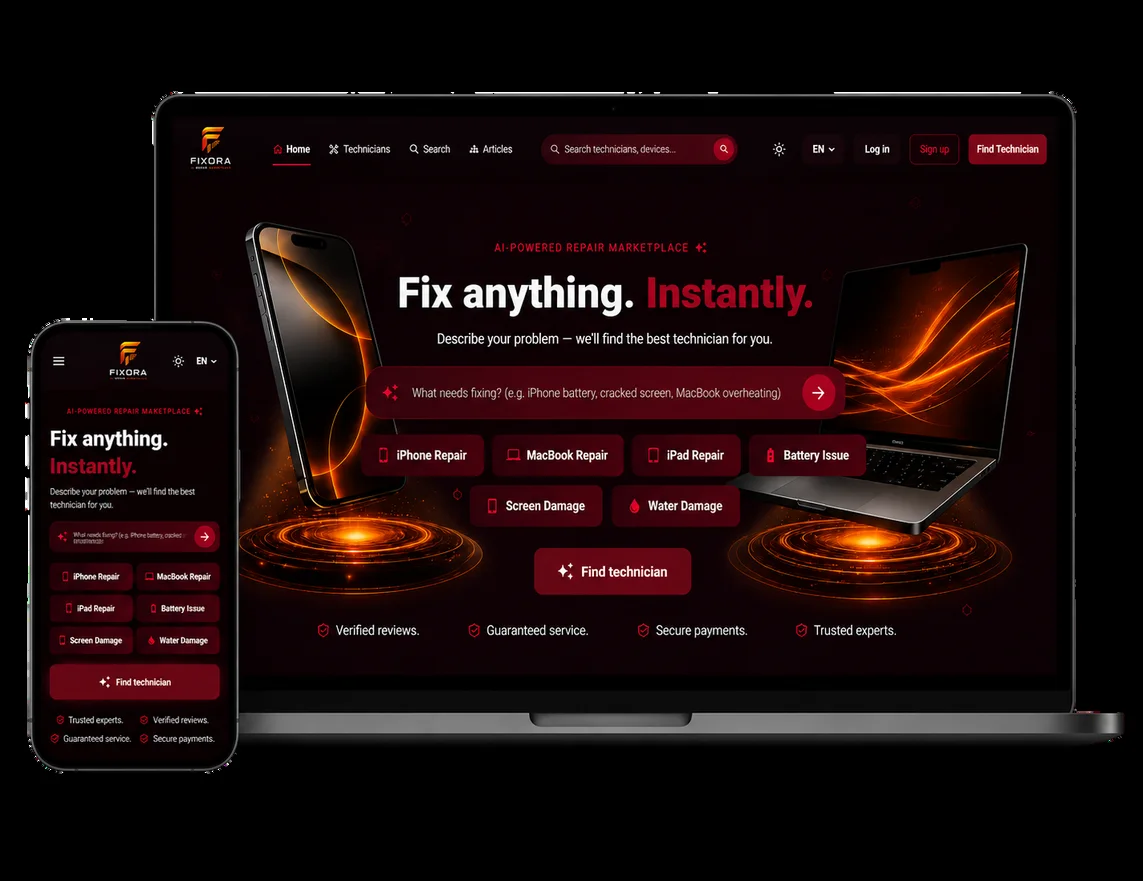 FIXORA
Home Technicians Search Articles Search technicians, devices... EN Log in Sign up Find Technician
AI-POWERED REPAIR MARKETPLACE
Fix anything. Instantly.
Describe your problem — we'll find the best technician for you.
What needs fixing? (e.g. iPhone battery, cracked screen, MacBook overheating)
iPhone Repair MacBook Repair iPad Repair Battery Issue
Screen Damage Water Damage
Find technician
Verified reviews. Guaranteed service. Secure payments. Trusted experts.
FIXORA
EN
AI-POWERED REPAIR MANETPLACE
Fix anything.
Instantly.
Describe your problem — we'll find the best
technician for you.
What needs fixing? (e.g. iPhone battery, cracked
iPhone Repair MacBook Repair
iPad Repair Battery Issue
Screen Damage Water Damage
Find technician
Trusted experts. Verified reviews.
Guaranteed service. Secure payments.